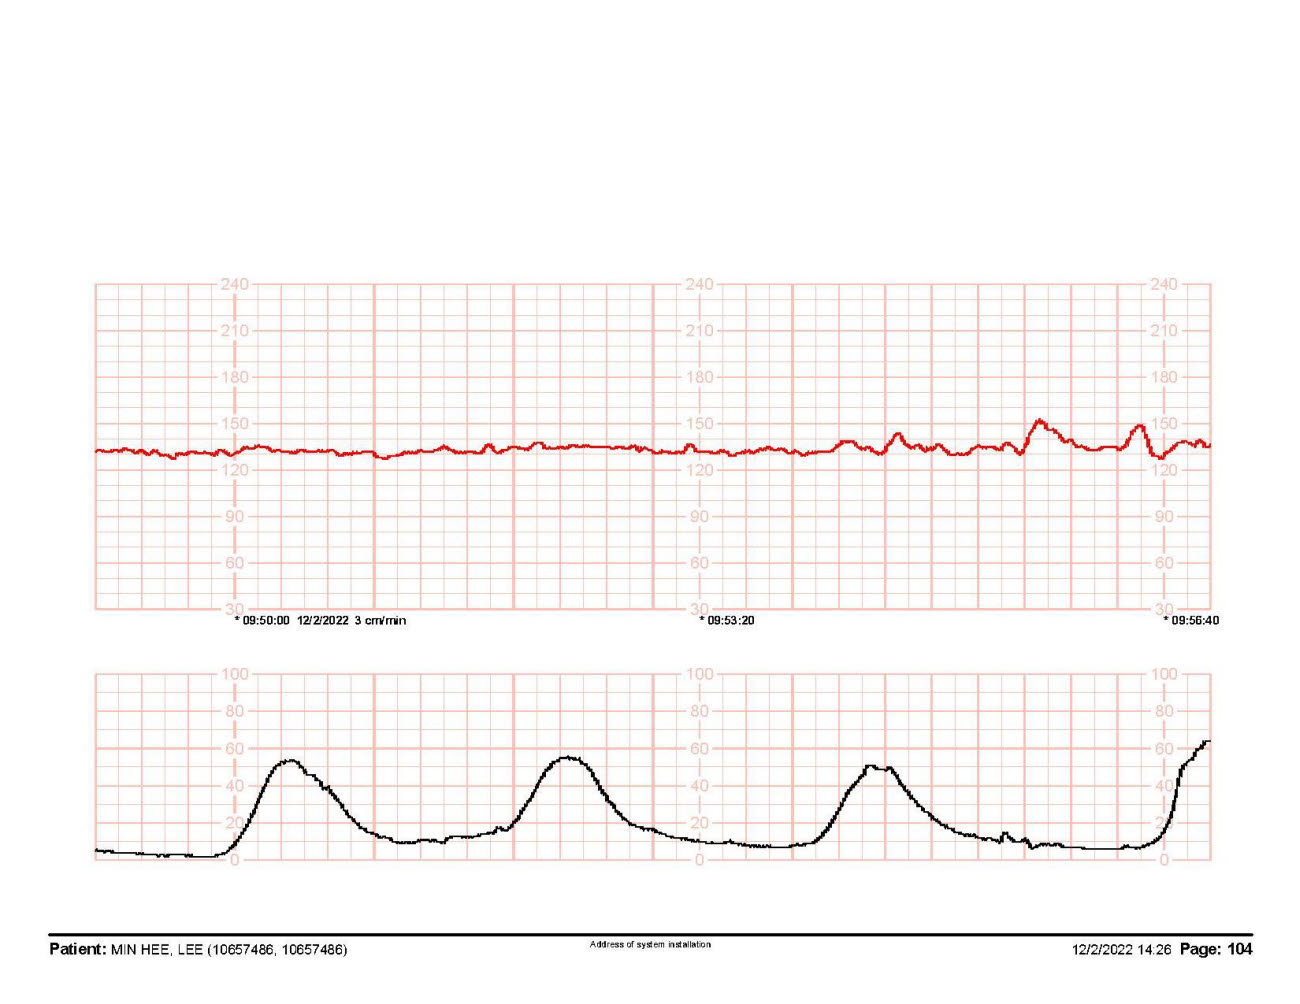 240 240 240
210 210 210
180 180 180
150 150 150
120 120 120
90 90 90
60 60 60
30 30 30
* 09:50:00 12/2/2022 3 cm/min * 09:53:20 * 09:56:40
100 100 100
80 80 80
60 60 60
40 40 40
20 20 20
0 0 0
Address of system installation
Patient: MIN HEE, LEE (10657486, 10657486) 12/2/2022 14:26 Page: 104